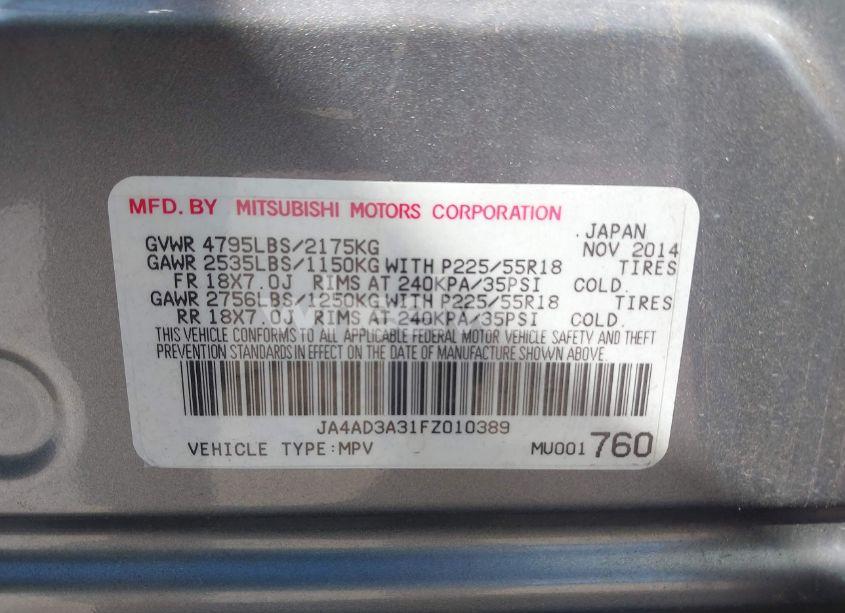 MFD. BY MITSUBISHI MOTORS CORPORATION
JAPAN
GVWR 4795LBS/2175KG NOV 2014
GAWR 2535LBS/1150KG WITH P225/55R18 TIRES
FR 18X7.0J RIMS AT 240KPA/35PSI COLD.
GAWR 2756LBS/1250KG WITH P225/55R18 TIRES
RR 18X7.0J RIMS AT 240KPA/35PSI COLD.
THIS VEHICLE CONFORMS TO ALL APPLICABLE FEDERAL MOTOR VEHICLE SAFETY AND THEFT
PREVENTION STANDARDS IN EFFECT ON THE DATE OF MANUFACTURE SHOWN ABOVE.
JA4AD3A31FZ010389
VEHICLE TYPE:MPV MU001760